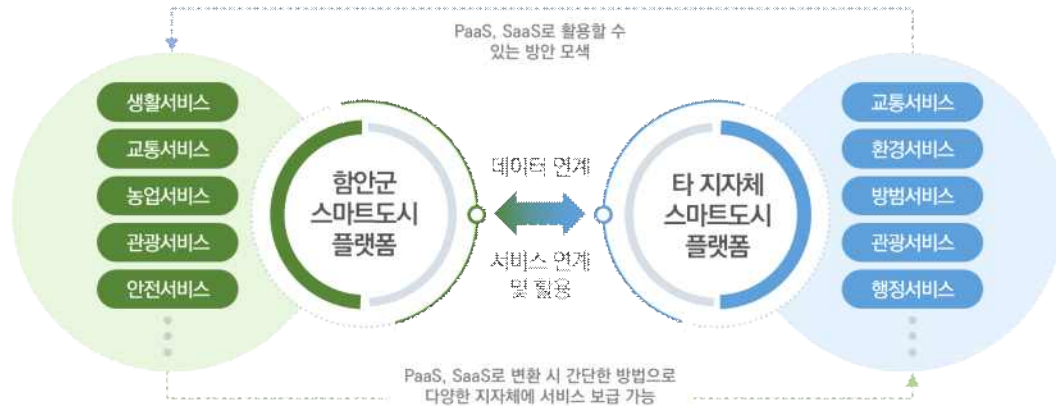 PaaS, SaaS로 활용할 수
있는 방안 모색
생활서비스
교통서비스
농업서비스
관광서비스
안전서비스
함안군
스마트도시
플랫폼
데이터 연계
서비스 연계
및 활용
타 지자체
스마트도시
플랫폼
교통서비스
환경서비스
방범서비스
관광서비스
행정서비스
PaaS, SaaS로 변환 시 간단한 방법으로
다양한 지자체에 서비스 보급 가능